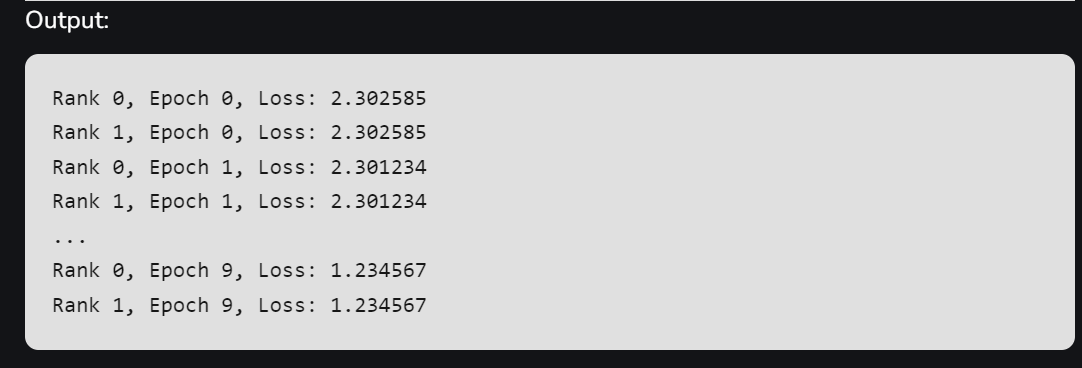 Output:
Rank 0, Epoch 0, Loss: 2.302585
Rank 1, Epoch 0, Loss: 2.302585
Rank 0, Epoch 1, Loss: 2.301234
Rank 1, Epoch 1, Loss: 2.301234
...
Rank 0, Epoch 9, Loss: 1.234567
Rank 1, Epoch 9, Loss: 1.234567